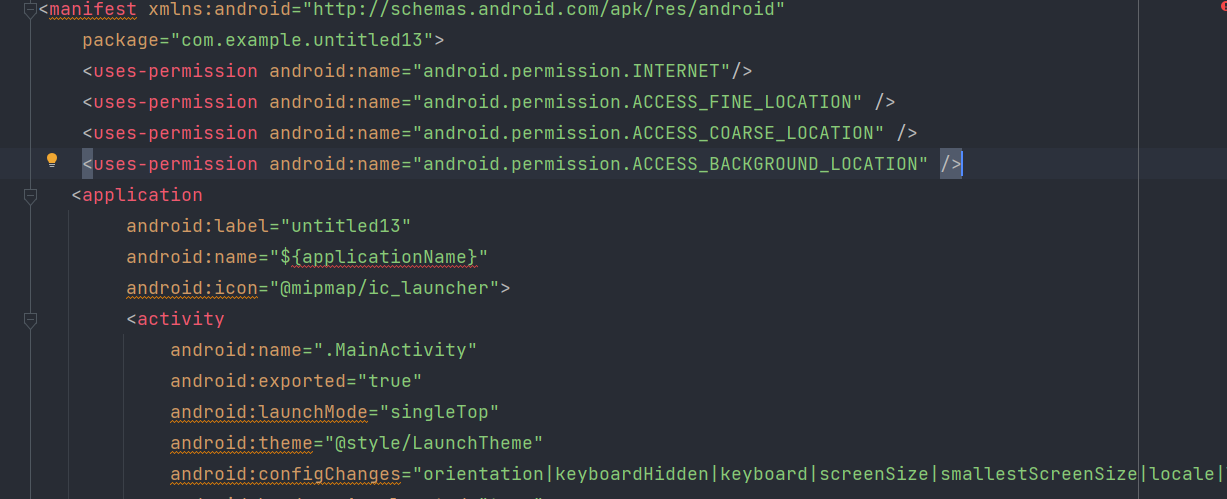 <manifest xmlns:android="http://schemas.android.com/apk/res/android"
package="com.example.untitled13">
<uses-permission android:name="android.permission.INTERNET"/>
<uses-permission android:name="android.permission.ACCESS_FINE_LOCATION" />
<uses-permission android:name="android.permission.ACCESS_COARSE_LOCATION" />
<uses-permission android:name="android.permission.ACCESS_BACKGROUND_LOCATION" />
<application
android:label="untitled13"
android:name="${applicationName}"
android:icon="@mipmap/ic_launcher">
<activity
android:name=".MainActivity"
android:exported="true"
android:launchMode="singleTop"
android:theme="@style/LaunchTheme"
android:configChanges="orientation|keyboardHidden|keyboard|screenSize|smallestScreenSize|locale|